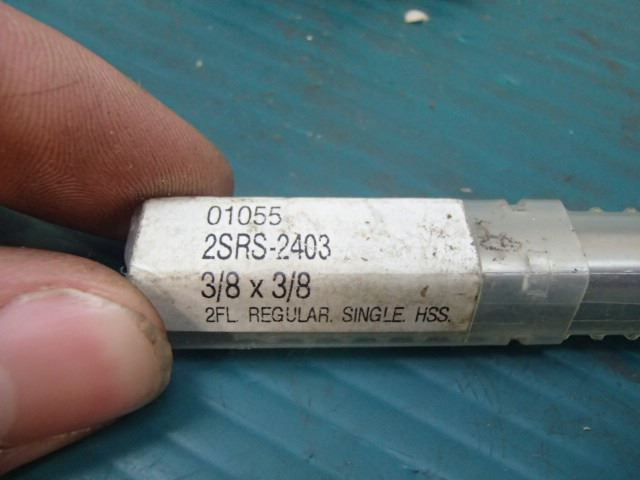 01055
2SRS-2403
3/8 x 3/8
2FL. REGULAR. SINGLE. HSS.